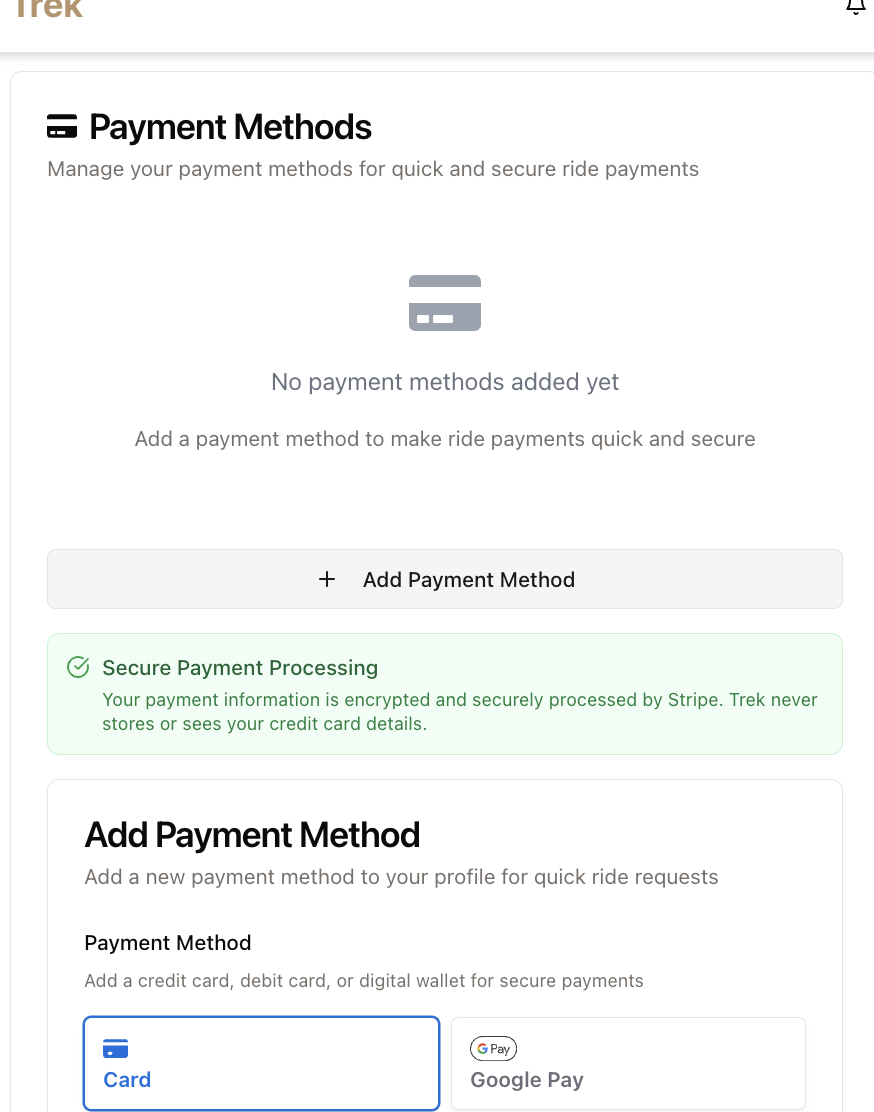 Trek
Payment Methods
Manage your payment methods for quick and secure ride payments
No payment methods added yet
Add a payment method to make ride payments quick and secure
+ Add Payment Method
Secure Payment Processing
Your payment information is encrypted and securely processed by Stripe. Trek never
stores or sees your credit card details.
Add Payment Method
Add a new payment method to your profile for quick ride requests
Payment Method
Add a credit card, debit card, or digital wallet for secure payments
Card
G Pay
Google Pay